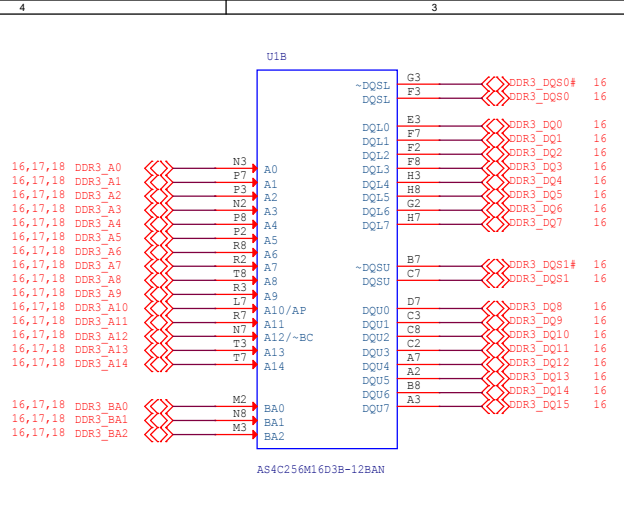 4 3
U1B
~DQSL G3 DDR3_DQS0# 16
DQSL F3 DDR3_DQS0 16
DQL0 E3 DDR3_DQ0 16
DQL1 F7 DDR3_DQ1 16
DQL2 F2 DDR3_DQ2 16
DQL3 F8 DDR3_DQ3 16
DQL4 H3 DDR3_DQ4 16
DQL5 H8 DDR3_DQ5 16
DQL6 G2 DDR3_DQ6 16
DQL7 H7 DDR3_DQ7 16
~DQSU B7 DDR3_DQS1# 16
DQSU C7 DDR3_DQS1 16
DQU0 D7 DDR3_DQ8 16
DQU1 C3 DDR3_DQ9 16
DQU2 C8 DDR3_DQ10 16
DQU3 C2 DDR3_DQ11 16
DQU4 A7 DDR3_DQ12 16
DQU5 A2 DDR3_DQ13 16
DQU6 B8 DDR3_DQ14 16
DQU7 A3 DDR3_DQ15 16
16,17,18 DDR3_A0 N3 A0
16,17,18 DDR3_A1 P7 A1
16,17,18 DDR3_A2 P3 A2
16,17,18 DDR3_A3 N2 A3
16,17,18 DDR3_A4 P8 A4
16,17,18 DDR3_A5 P2 A5
16,17,18 DDR3_A6 R8 A6
16,17,18 DDR3_A7 R2 A7
16,17,18 DDR3_A8 T8 A8
16,17,18 DDR3_A9 R3 A9
16,17,18 DDR3_A10 L7 A10/AP
16,17,18 DDR3_A11 R7 A11
16,17,18 DDR3_A12 N7 A12/~BC
16,17,18 DDR3_A13 T3 A13
16,17,18 DDR3_A14 T7 A14
16,17,18 DDR3_BA0 M2 BA0
16,17,18 DDR3_BA1 N8 BA1
16,17,18 DDR3_BA2 M3 BA2
AS4C256M16D3B-12BAN